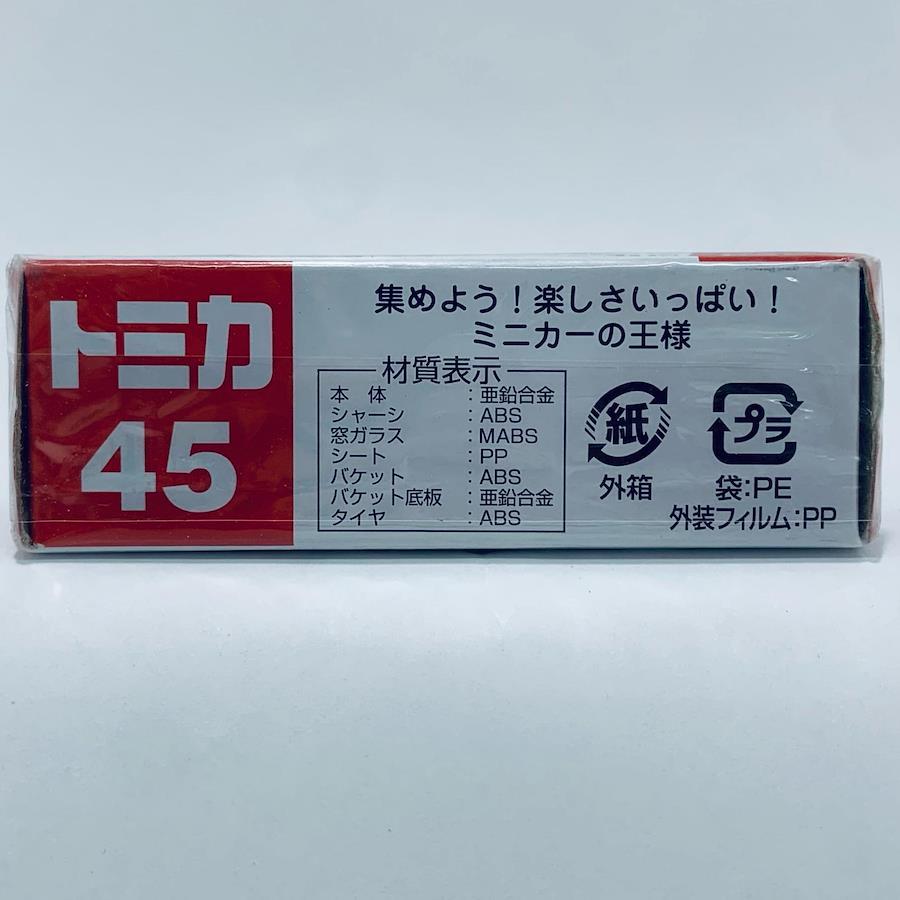 トミカ
45
集めよう！楽しさいっぱい！
ミニカーの王様
材質表示
本体：亜鉛合金
シャーシ：ABS
窓ガラス：MABS
シート：PP
バケット：ABS
バケット底板：亜鉛合金
タイヤ：ABS
紙
外箱
プラ
袋：PE
外装フィルム：PP